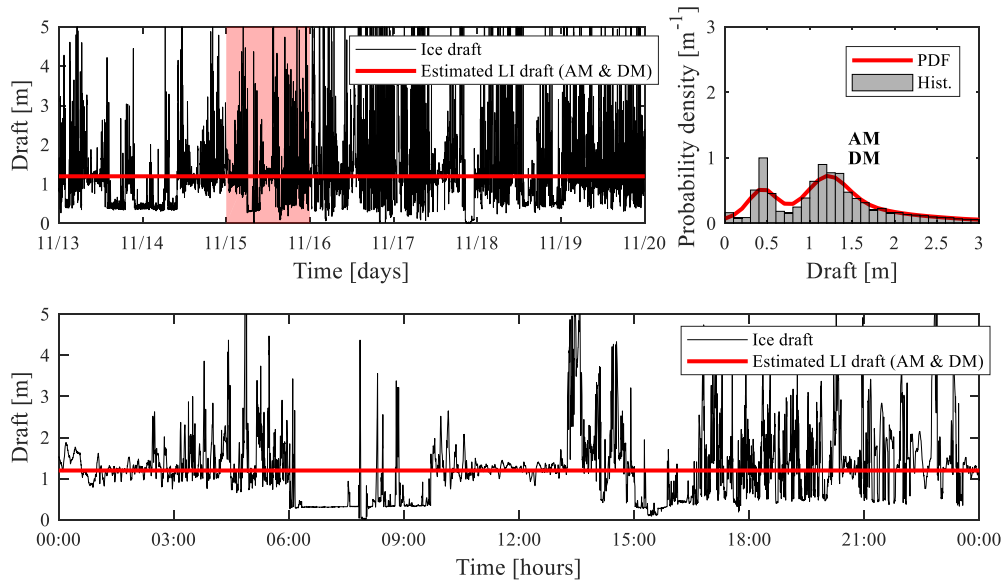 5
4
3
2
1
0
Draft [m]
11/13
11/14
11/15
11/16
11/17
11/18
11/19
11/20
Time [days]
Ice draft
Estimated LI draft (AM & DM)
3
2
1
0
Probability density [m⁻¹]
PDF
Hist.
AM
DM
0
0.5
1
1.5
2
2.5
3
Draft [m]
5
4
3
2
1
0
Draft [m]
Ice draft
Estimated LI draft (AM & DM)
00:00
03:00
06:00
09:00
12:00
15:00
18:00
21:00
00:00
Time [hours]